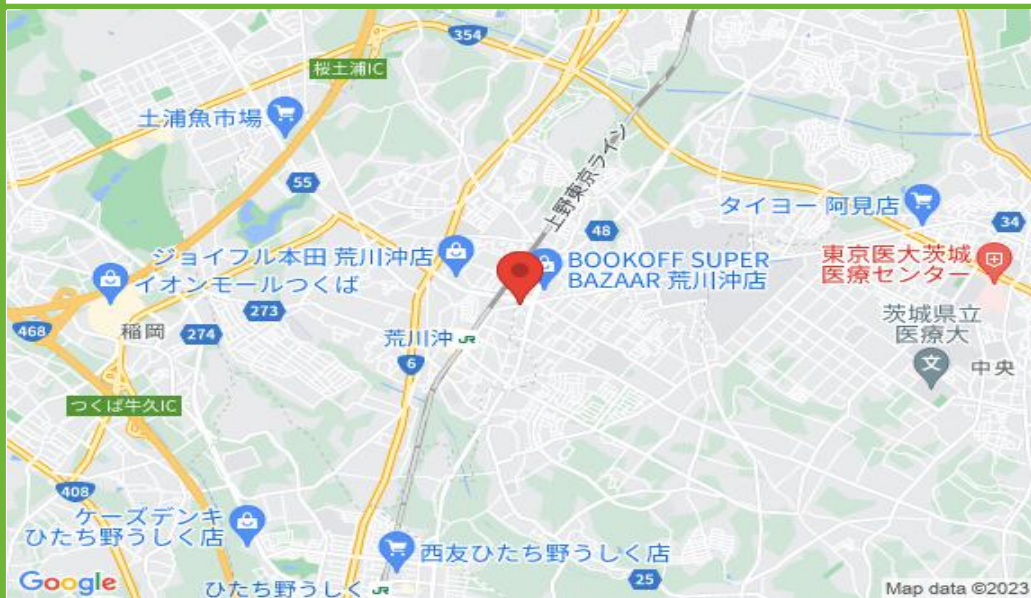 354
桜土浦IC
土浦魚市場
上野東京ライン
55
タイヨー 阿見店
34
48
ジョイフル本田 荒川沖店
BOOKOFF SUPER
BAZAAR 荒川沖店
東京医大茨城
医療センター
イオンモールつくば
273
468
稲岡
274
荒川沖 JR
茨城県立
医療大
文
6
中央
つくば牛久IC
408
ケーズデンキ
ひたち野うしく店
西友ひたち野うしく店
25
Google
ひたち野うしく JR
Map data ©2023